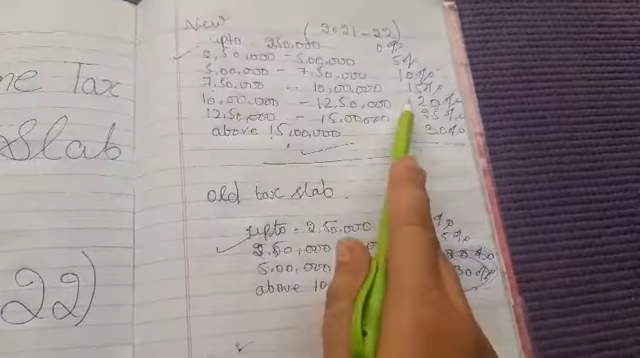 New (2021-22)
upto 250,000 0%
2,50,000 - 5,00,000 5%
5,00,000 - 7,50,000 10%
7,50,000 - 10,00,000 15%
10,00,000 - 12,50,000 20%
12,50,000 - 15,00,000 25%
above 15,00,000 30%
old tax slab.
upto - 2,50,000 %
2,50,000 5%
5,00,000
above 10 30%
Tax
Slab
22)